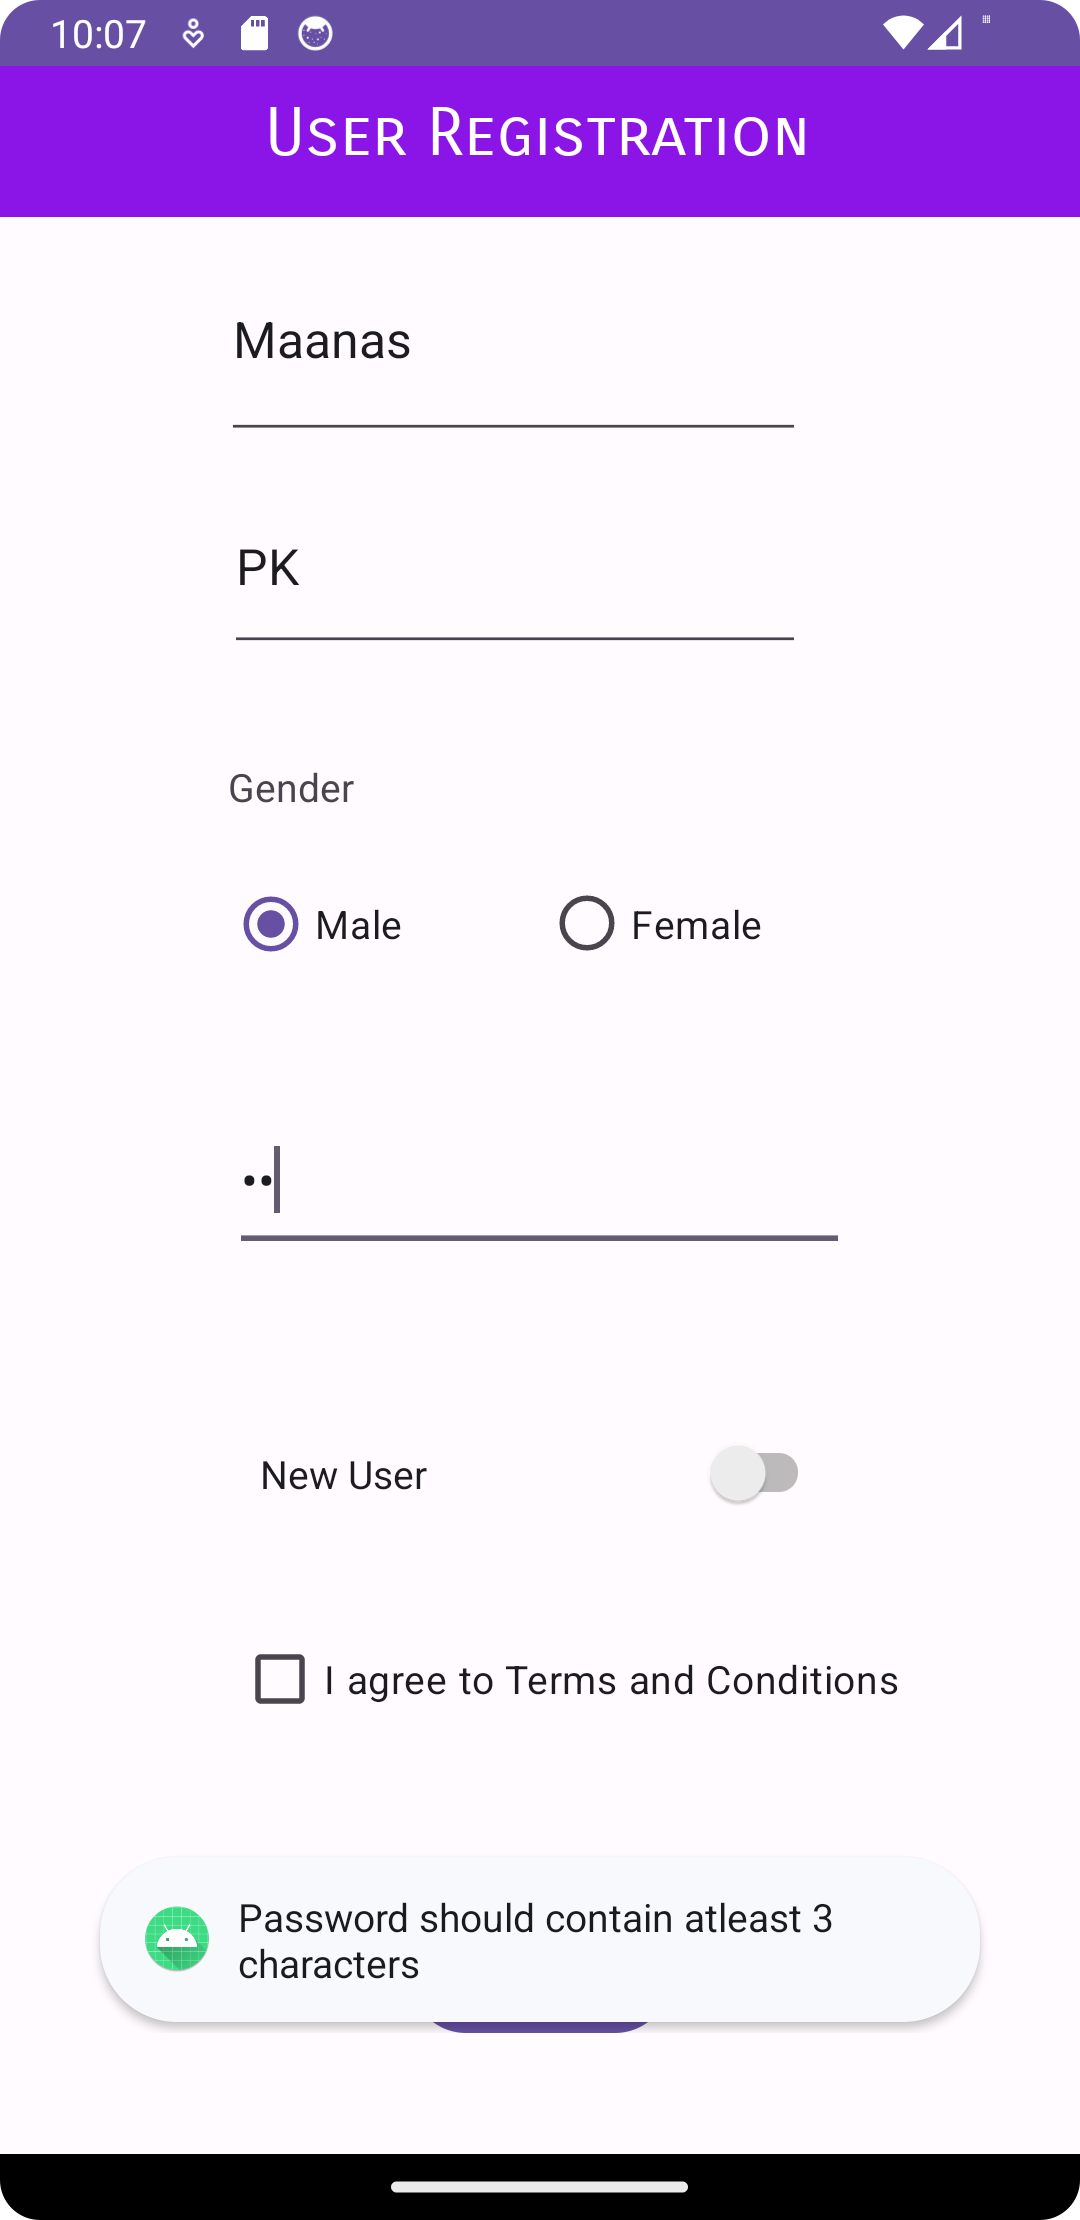 10:07
User Registration
Maanas
PK
Gender
Male
Female
••
New User
I agree to Terms and Conditions
Password should contain atleast 3
characters